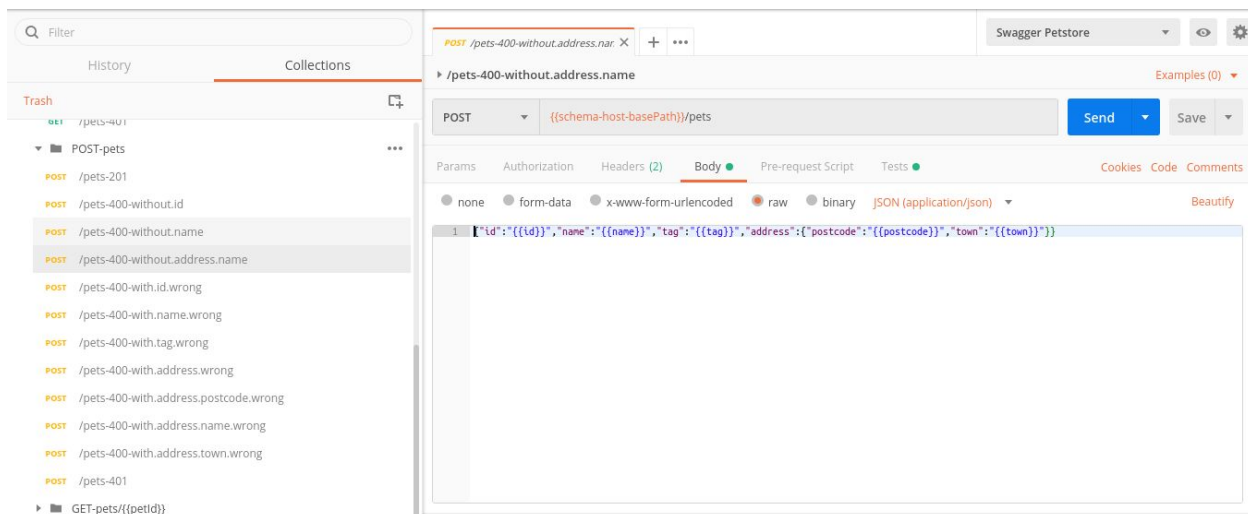 Filter
History Collections
Trash
GET /pets-401
POST-pets
POST /pets-201
POST /pets-400-without.id
POST /pets-400-without.name
POST /pets-400-without.address.name
POST /pets-400-with.id.wrong
POST /pets-400-with.name.wrong
POST /pets-400-with.tag.wrong
POST /pets-400-with.address.wrong
POST /pets-400-with.address.postcode.wrong
POST /pets-400-with.address.name.wrong
POST /pets-400-with.address.town.wrong
POST /pets-401
GET-pets/{{petId}}
POST /pets-400-without.address.nar
Swagger Petstore
/pets-400-without.address.name Examples (0)
POST {{schema-host-basePath}}/pets Send Save
Params Authorization Headers (2) Body Pre-request Script Tests Cookies Code Comments
none form-data x-www-form-urlencoded raw binary JSON (application/json) Beautify
1 {"id":"{{id}}","name":"{{name}}","tag":"{{tag}}","address":{"postcode":"{{postcode}}","town":"{{town}}"}}